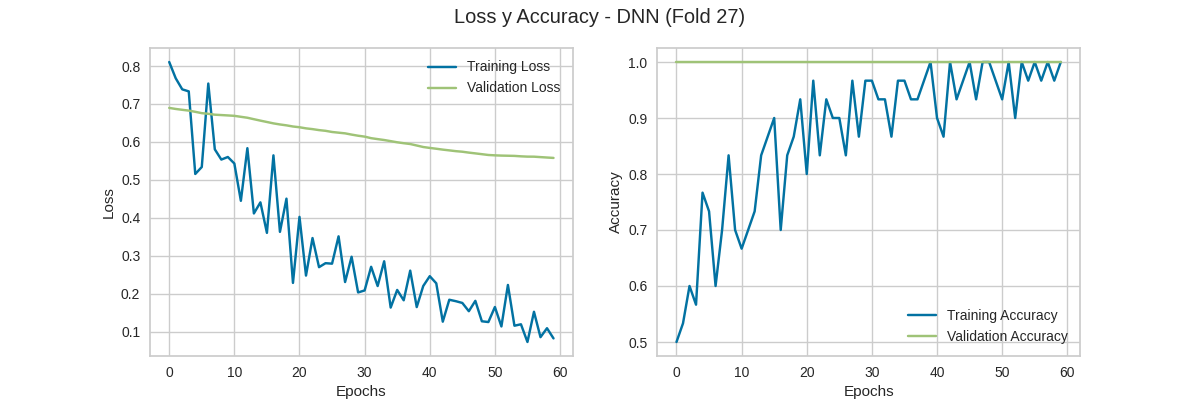 Loss y Accuracy - DNN (Fold 27)
0.8
0.7
0.6
0.5
0.4
0.3
0.2
0.1
Loss
0 10 20 30 40 50 60
Epochs
Training Loss
Validation Loss
1.0
0.9
0.8
0.7
0.6
0.5
Accuracy
0 10 20 30 40 50 60
Epochs
Training Accuracy
Validation Accuracy